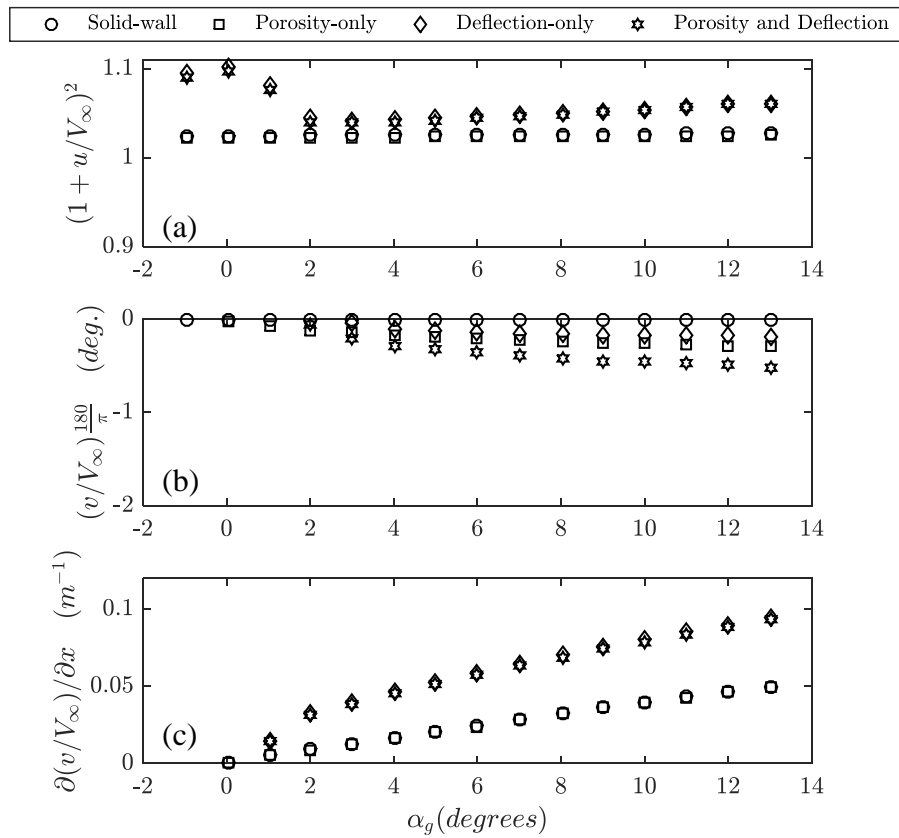 Solid-wall Porosity-only Deflection-only Porosity and Deflection
(1 + u/V∞)²
1.1
1
0.9
(a)
-2 0 2 4 6 8 10 12 14
(v/V∞) 180/π (deg.)
0
-1
-2
(b)
-2 0 2 4 6 8 10 12 14
∂(v/V∞)/∂x (m⁻¹)
0.1
0.05
0
(c)
-2 0 2 4 6 8 10 12 14
α_g(degrees)